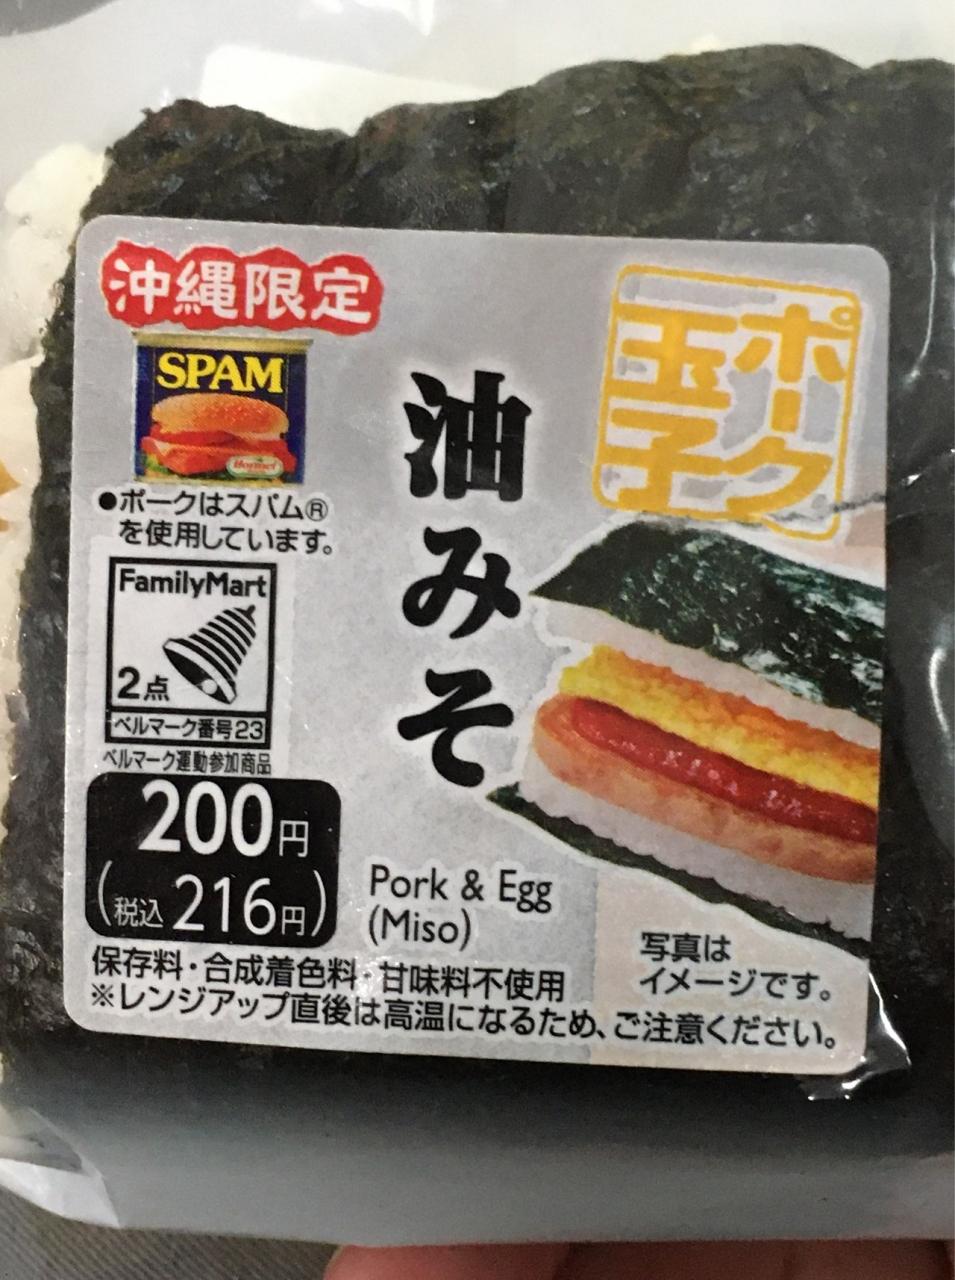 沖縄限定
SPAM
Hormel
●ポークはスパム®
を使用しています。
FamilyMart
2点
ベルマーク番号23
ベルマーク運動参加商品
200円
(税込216円)
油みそ
ポーク
玉子
Pork & Egg
(Miso)
写真は
イメージです。
保存料・合成着色料・甘味料不使用
※レンジアップ直後は高温になるため、ご注意ください。